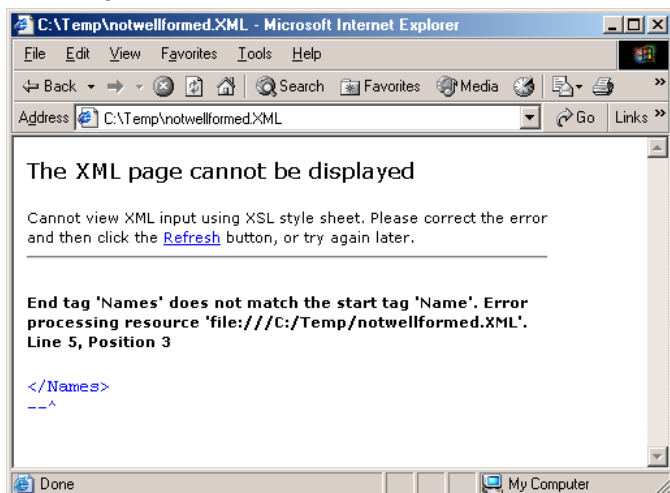 C:\Temp\notwellformed.XML - Microsoft Internet Explorer
File Edit View Favorites Tools Help
Back Search Favorites Media »
Address C:\Temp\notwellformed.XML Go Links »
The XML page cannot be displayed
Cannot view XML input using XSL style sheet. Please correct the error
and then click the Refresh button, or try again later.
End tag 'Names' does not match the start tag 'Name'. Error
processing resource 'file:///C:/Temp/notwellformed.XML'.
Line 5, Position 3
</Names>
--^
Done My Computer